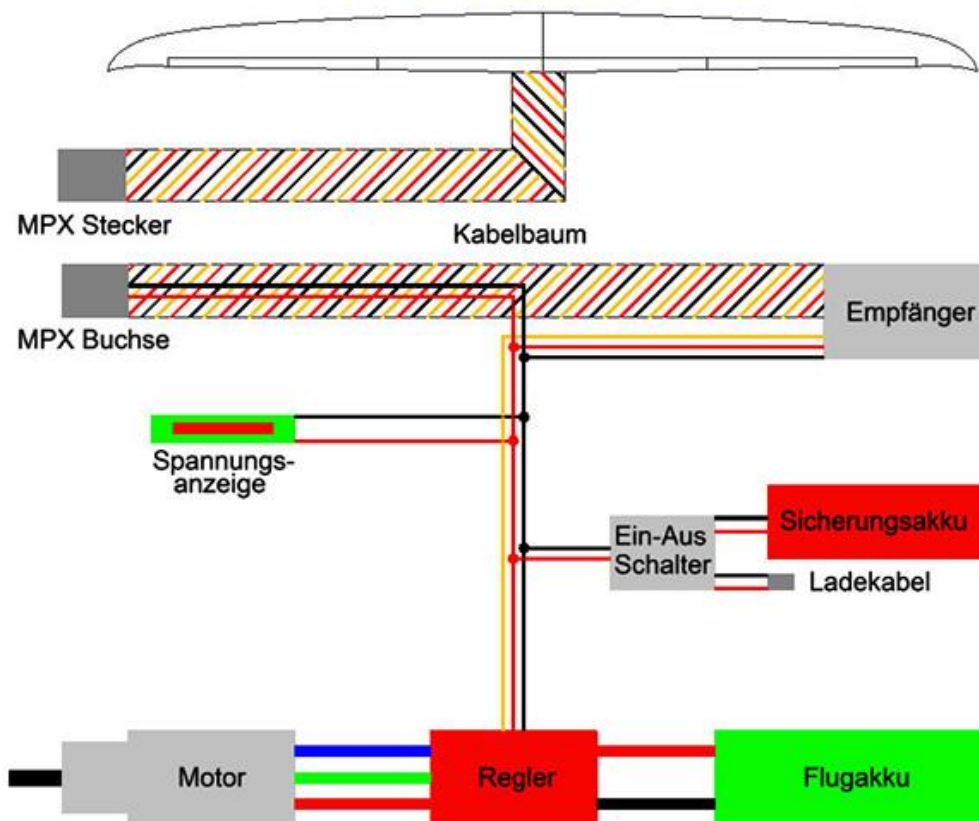 MPX Stecker
Kabelbaum
MPX Buchse
Empfänger
Spannungs-
anzeige
Ein-Aus
Schalter
Sicherungsakku
Ladekabel
Motor
Regler
Flugakku